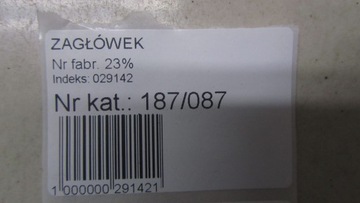 ZAGŁÓWEK
Nr fabr. 23%
Indeks: 029142
Nr kat.: 187/087
1 000000 291421